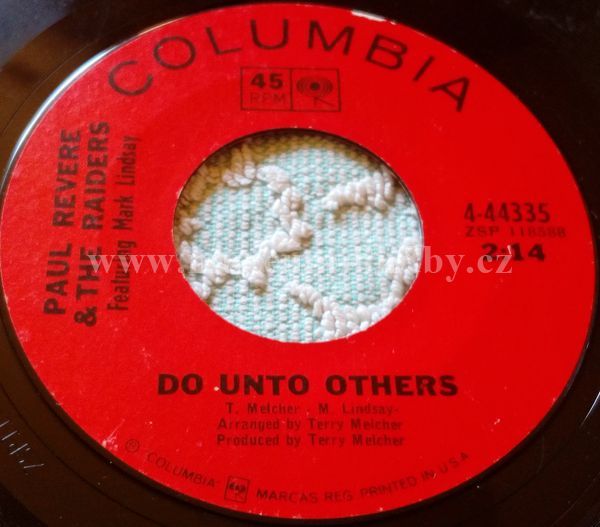 COLUMBIA
45
RPM
PAUL REVERE
& THE RAIDERS
Featuring Mark Lindsay
4-44335
ZSP 118588
2:14
DO UNTO OTHERS
T. Melcher - M. Lindsay-
Arranged by Terry Melcher
Produced by Terry Melcher
® "COLUMBIA" MARCAS REG. PRINTED IN U.S.A.